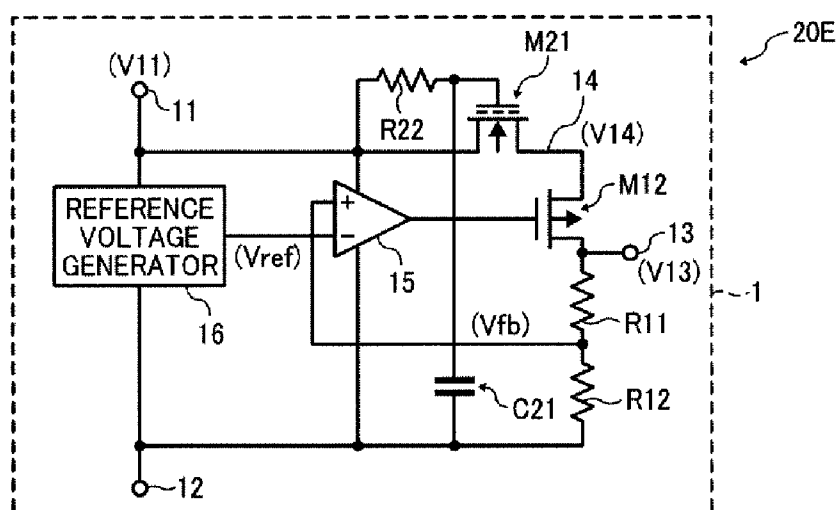 20E
M21
(V11)
11
R22
14
(V14)
M12
REFERENCE
VOLTAGE
GENERATOR
+
−
(Vref)
15
16
13
(V13)
1
(Vfb)
R11
C21
R12
12